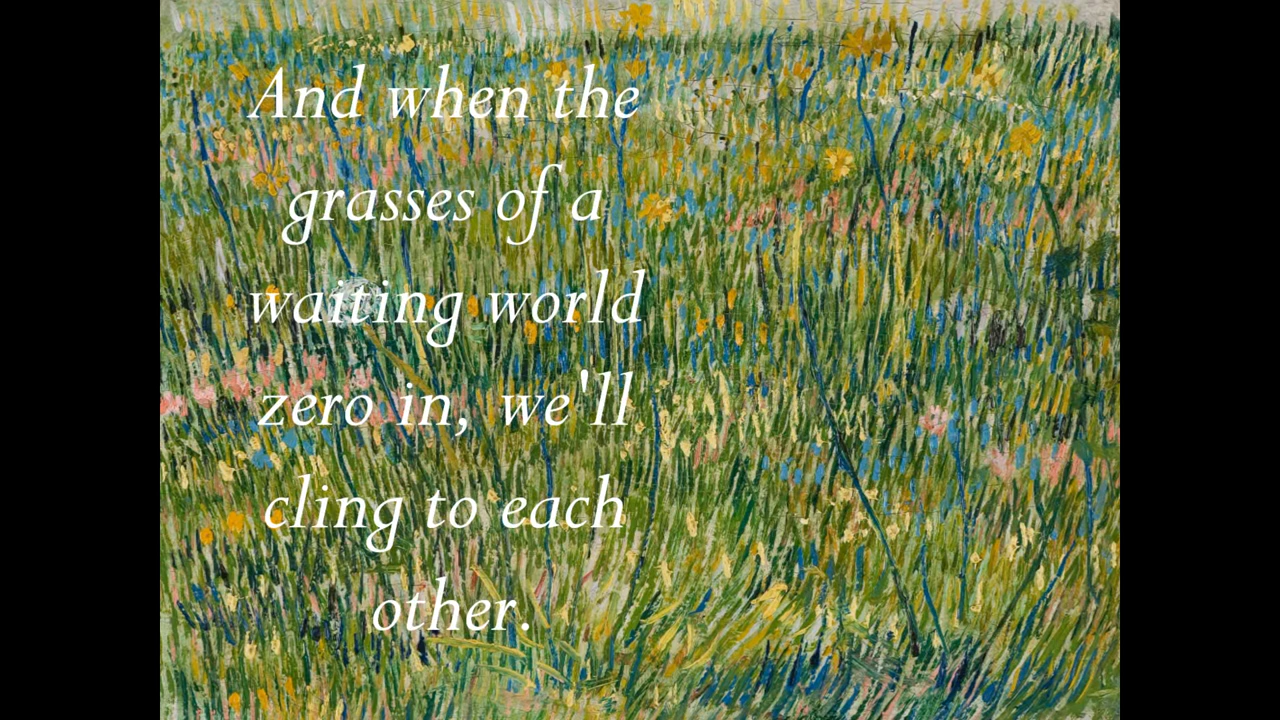 And when the
grasses of a
waiting world
zero in, we'll
cling to each
other.